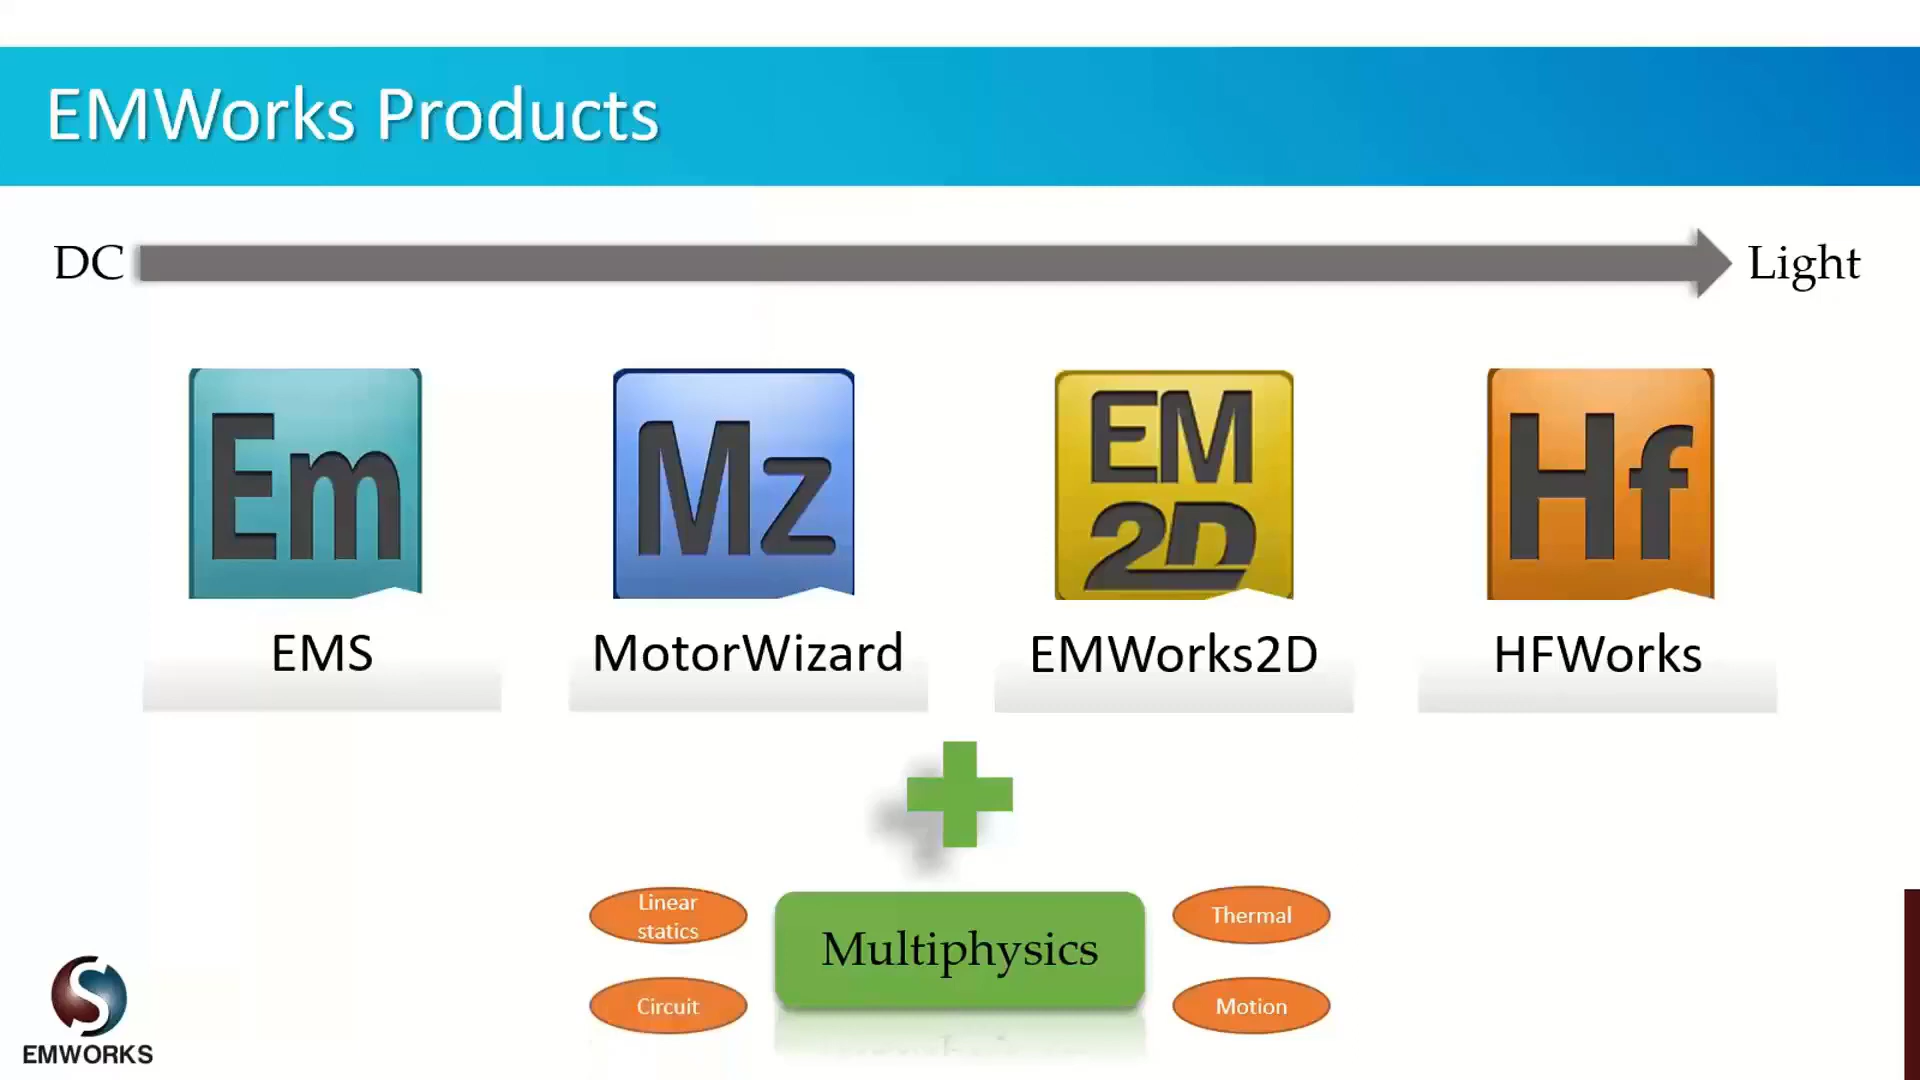 EMWorks Products
DC
Light
Em
Mz
EM
2D
Hf
EMS
MotorWizard
EMWorks2D
HFWorks
Linear
statics
Multiphysics
Thermal
Circuit
Motion
S
EMWORKS